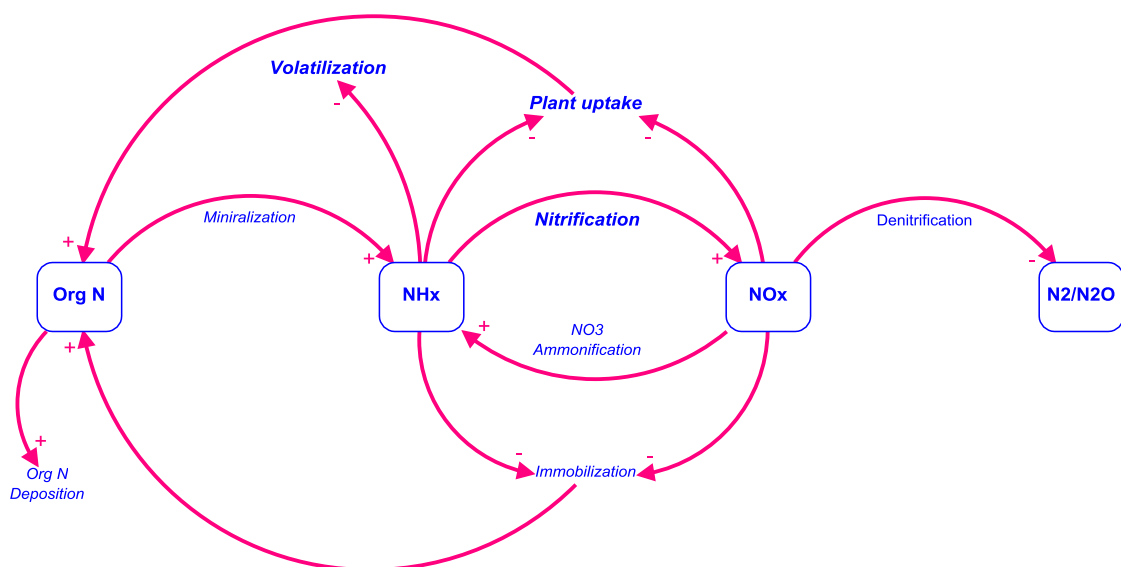 Volatilization
-
Plant uptake
-
-
Miniralization
Nitrification
Denitrification
+
+
+
-
Org N
NHx
NOx
N2/N2O
+
+
NO3
Ammonification
+
-
-
Immobilization
Org N
Deposition